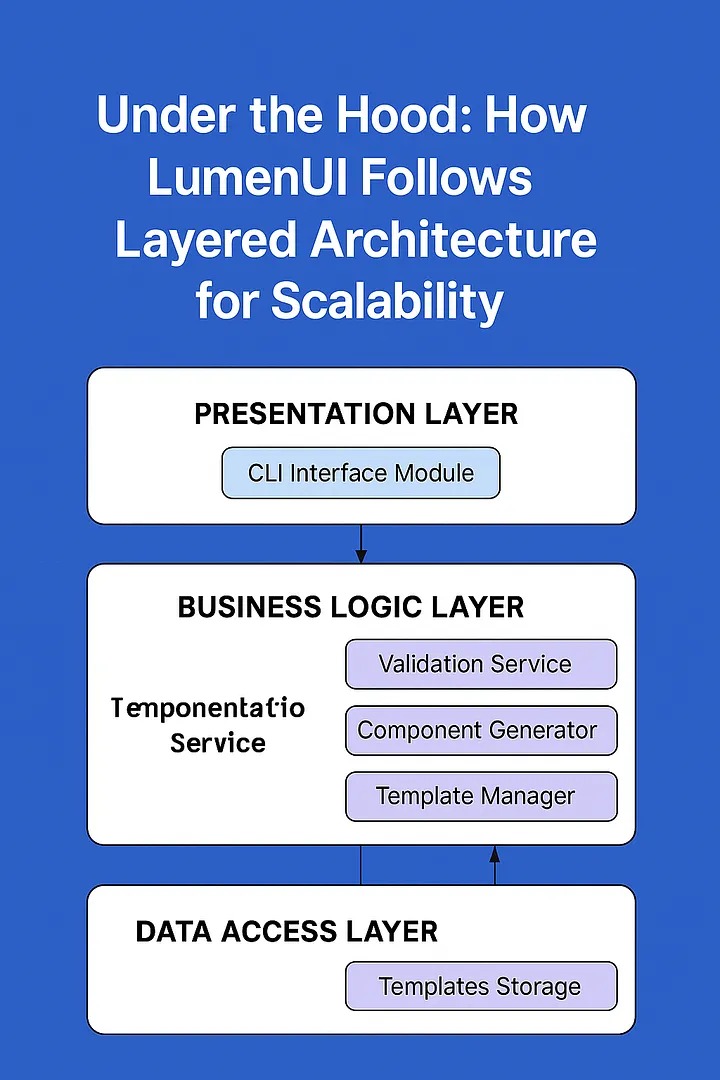 Under the Hood: How
LumenUI Follows
Layered Architecture
for Scalability
PRESENTATION LAYER
CLI Interface Module
BUSINESS LOGIC LAYER
Validation Service
Service
Component Generator
Template Manager
DATA ACCESS LAYER
Templates Storage